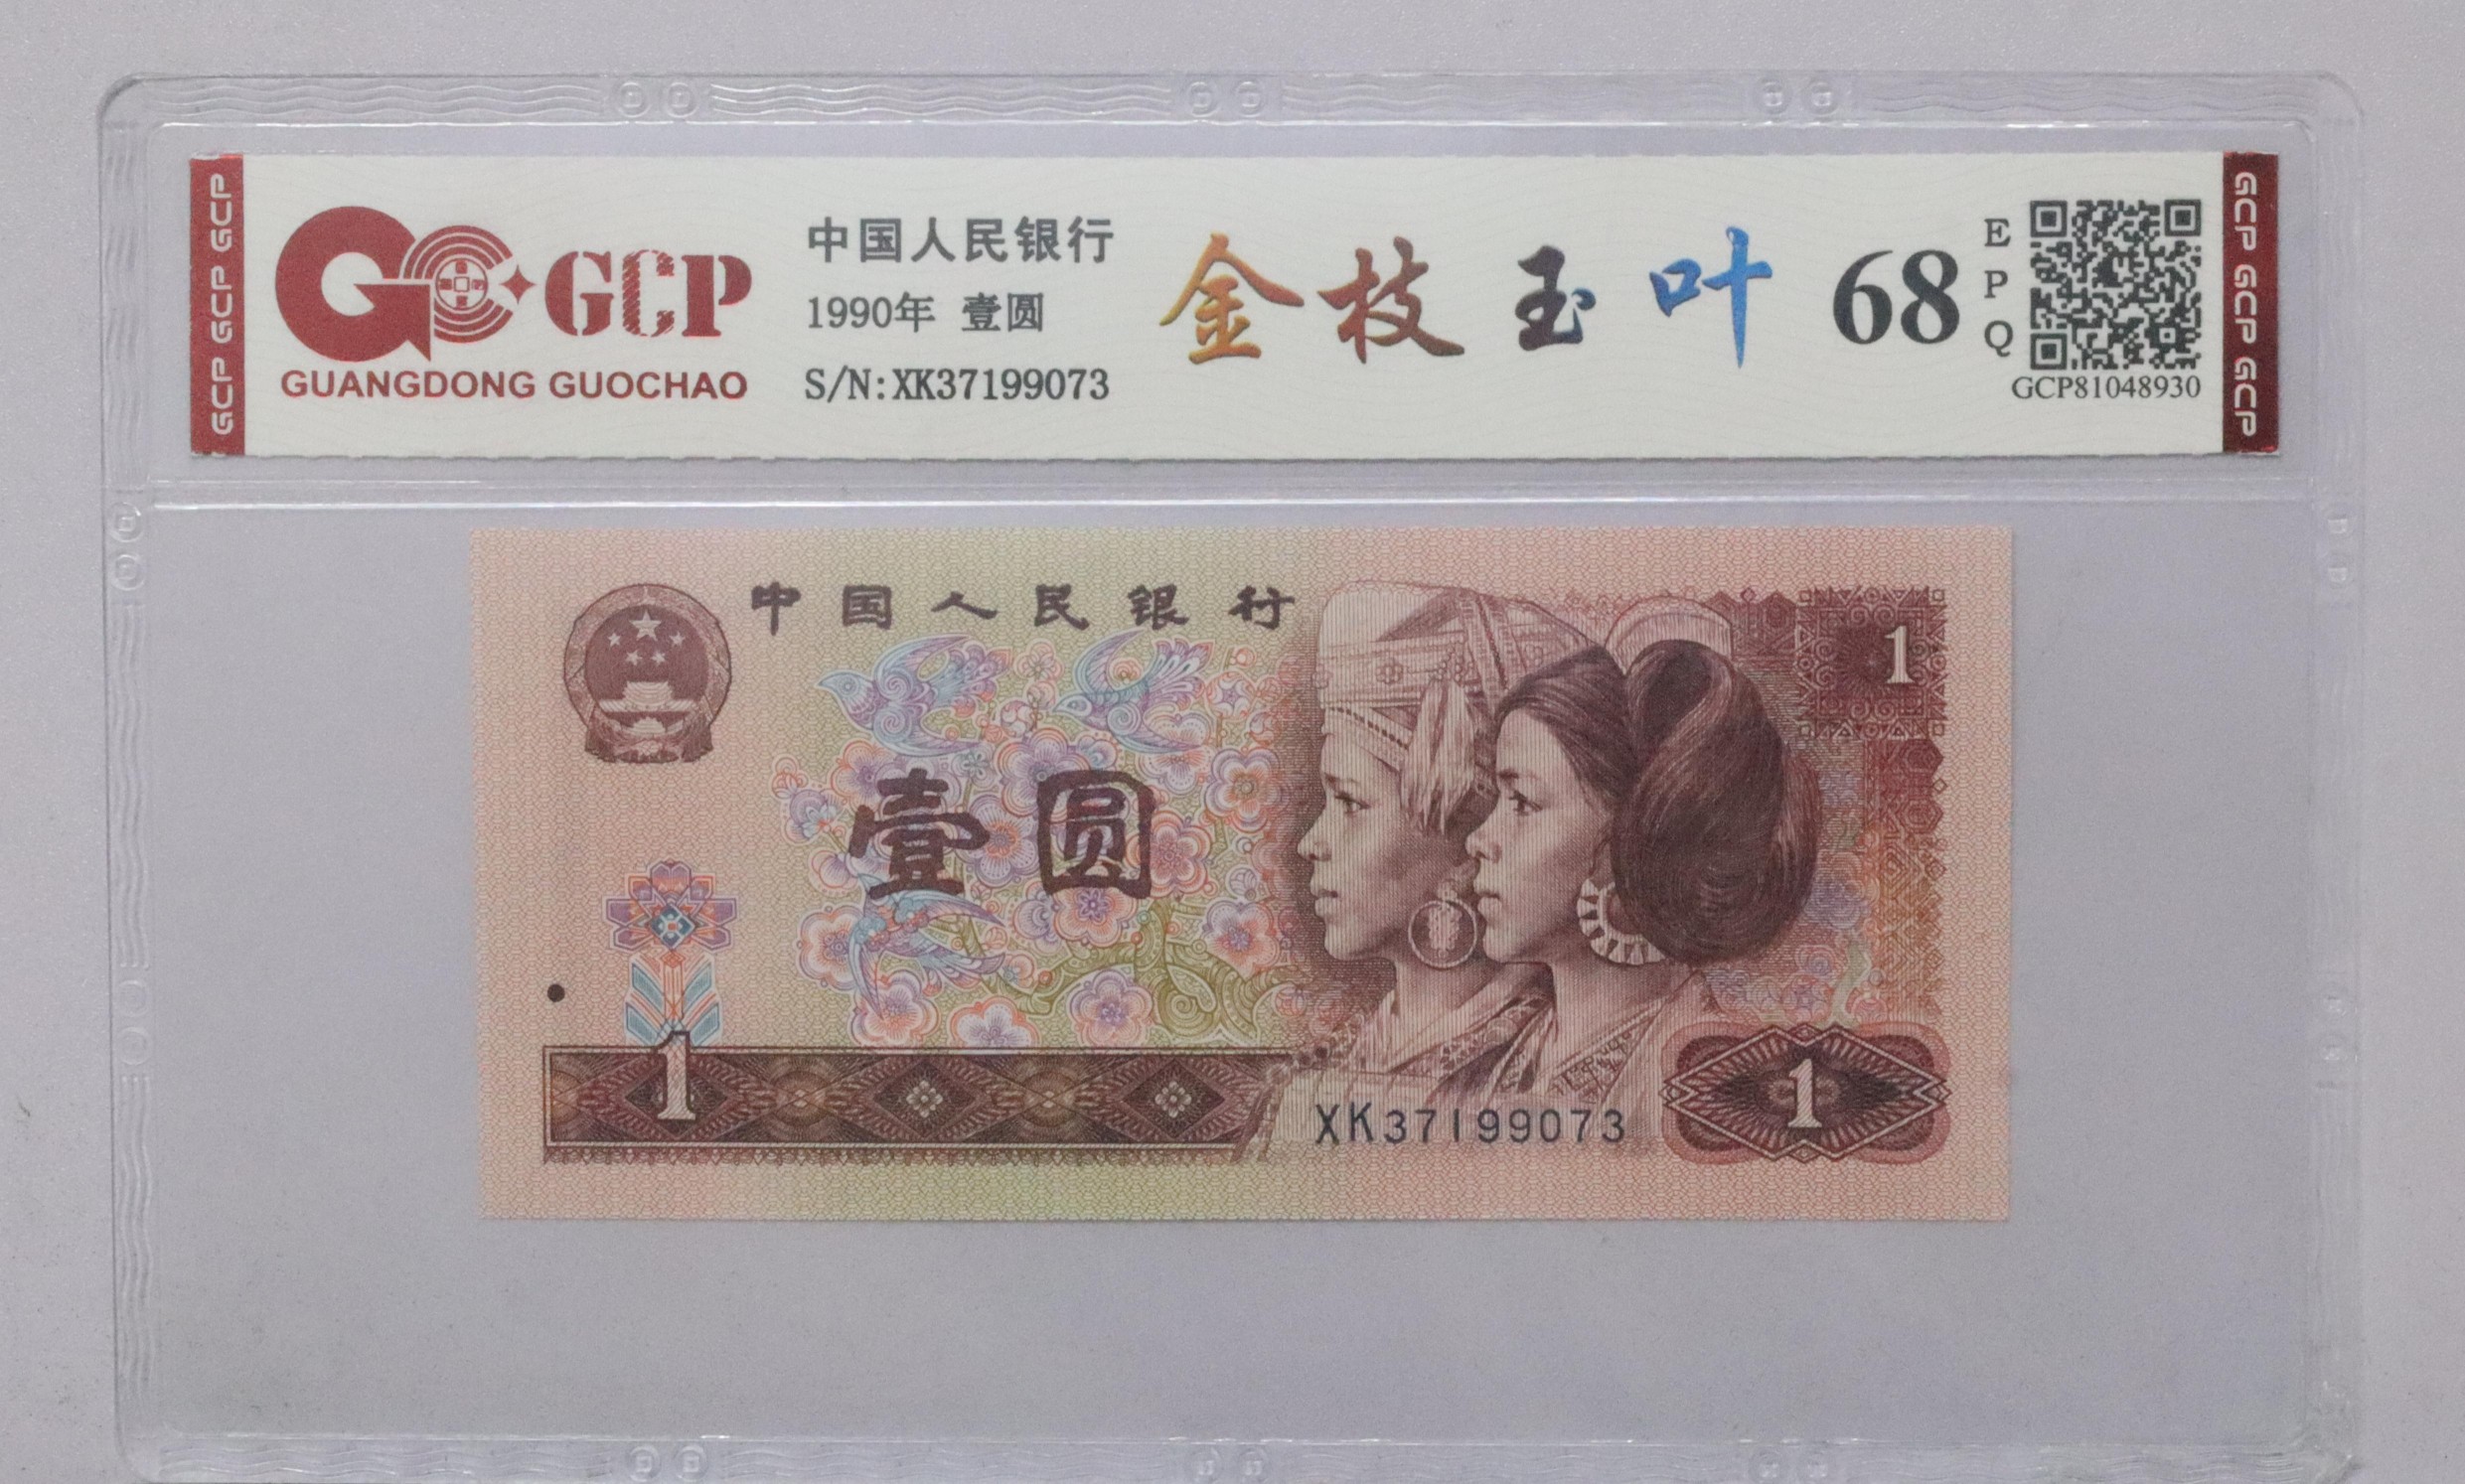 GCP GCP GCP
GCP
GUANGDONG GUOCHAO
中国人民银行
1990年 壹圆
S/N:XK37199073
金枝玉叶
68
EPQ
GCP81048930
GCP GCP GCP
中国人民银行
1
壹圆
1
1
XK37199073